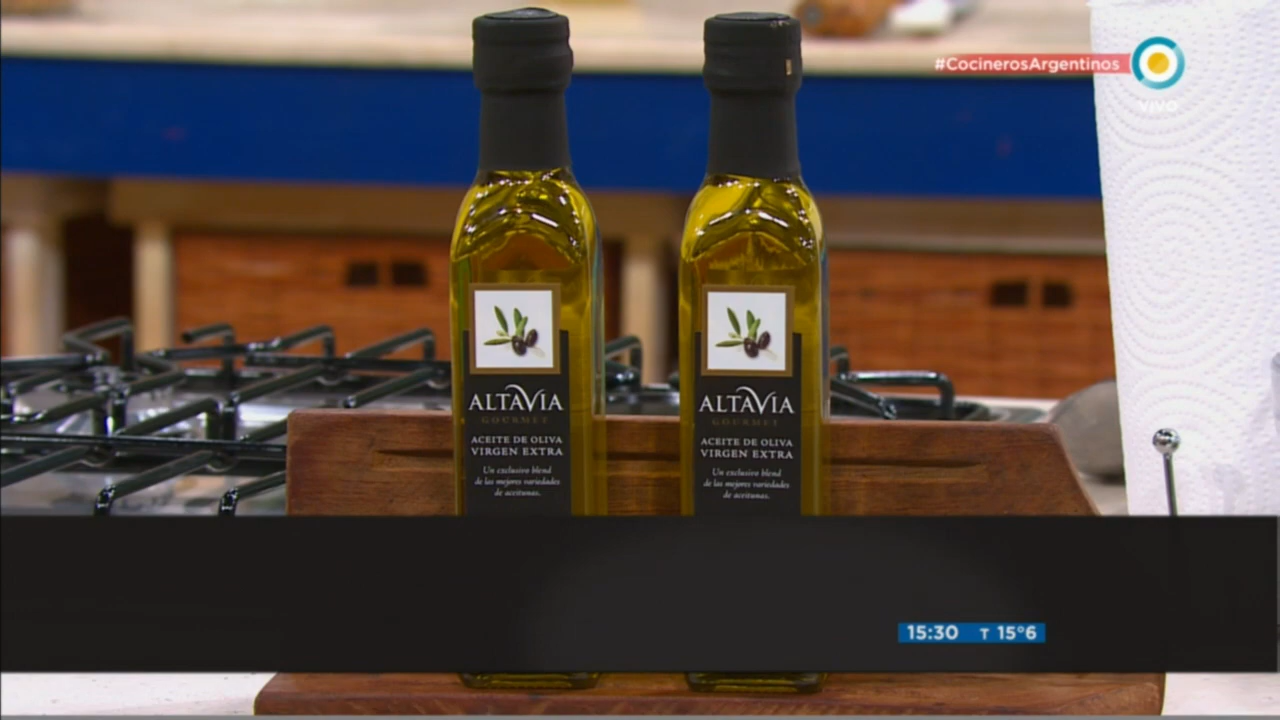 #CocinerosArgentinos
VIVO
ALTAVIA
GOURMET
ACEITE DE OLIVA
VIRGEN EXTRA
Un exclusivo blend
de las mejores variedades
de aceitunas.
ALTAVIA
GOURMET
ACEITE DE OLIVA
VIRGEN EXTRA
Un exclusivo blend
de las mejores variedades
de aceitunas.
15:30 T 15°6